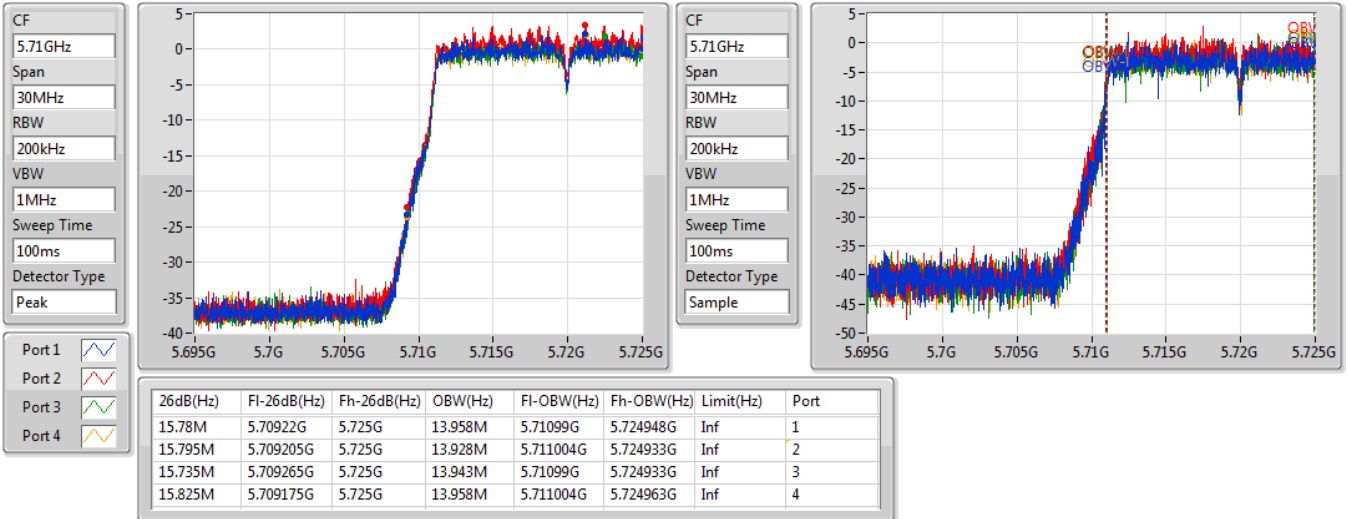 CF
5.71GHz
Span
30MHz
RBW
200kHz
VBW
1MHz
Sweep Time
100ms
Detector Type
Peak
5-
0-
-5-
-10-
-15-
-20-
-25-
-30-
-35-
-40-
5.695G 5.7G 5.705G 5.71G 5.715G 5.72G 5.725G
CF
5.71GHz
Span
30MHz
RBW
200kHz
VBW
1MHz
Sweep Time
100ms
Detector Type
Sample
5-
0-
-5-
-10-
-15-
-20-
-25-
-30-
-35-
-40-
-45-
-50-
5.695G 5.7G 5.705G 5.71G 5.715G 5.72G 5.725G
Port 1
Port 2
Port 3
Port 4
26dB(Hz) Fl-26dB(Hz) Fh-26dB(Hz) OBW(Hz) Fl-OBW(Hz) Fh-OBW(Hz) Limit(Hz) Port
15.78M 5.70922G 5.725G 13.958M 5.71099G 5.724948G Inf 1
15.795M 5.709205G 5.725G 13.928M 5.711004G 5.724933G Inf 2
15.735M 5.709265G 5.725G 13.943M 5.71099G 5.724933G Inf 3
15.825M 5.709175G 5.725G 13.958M 5.711004G 5.724963G Inf 4